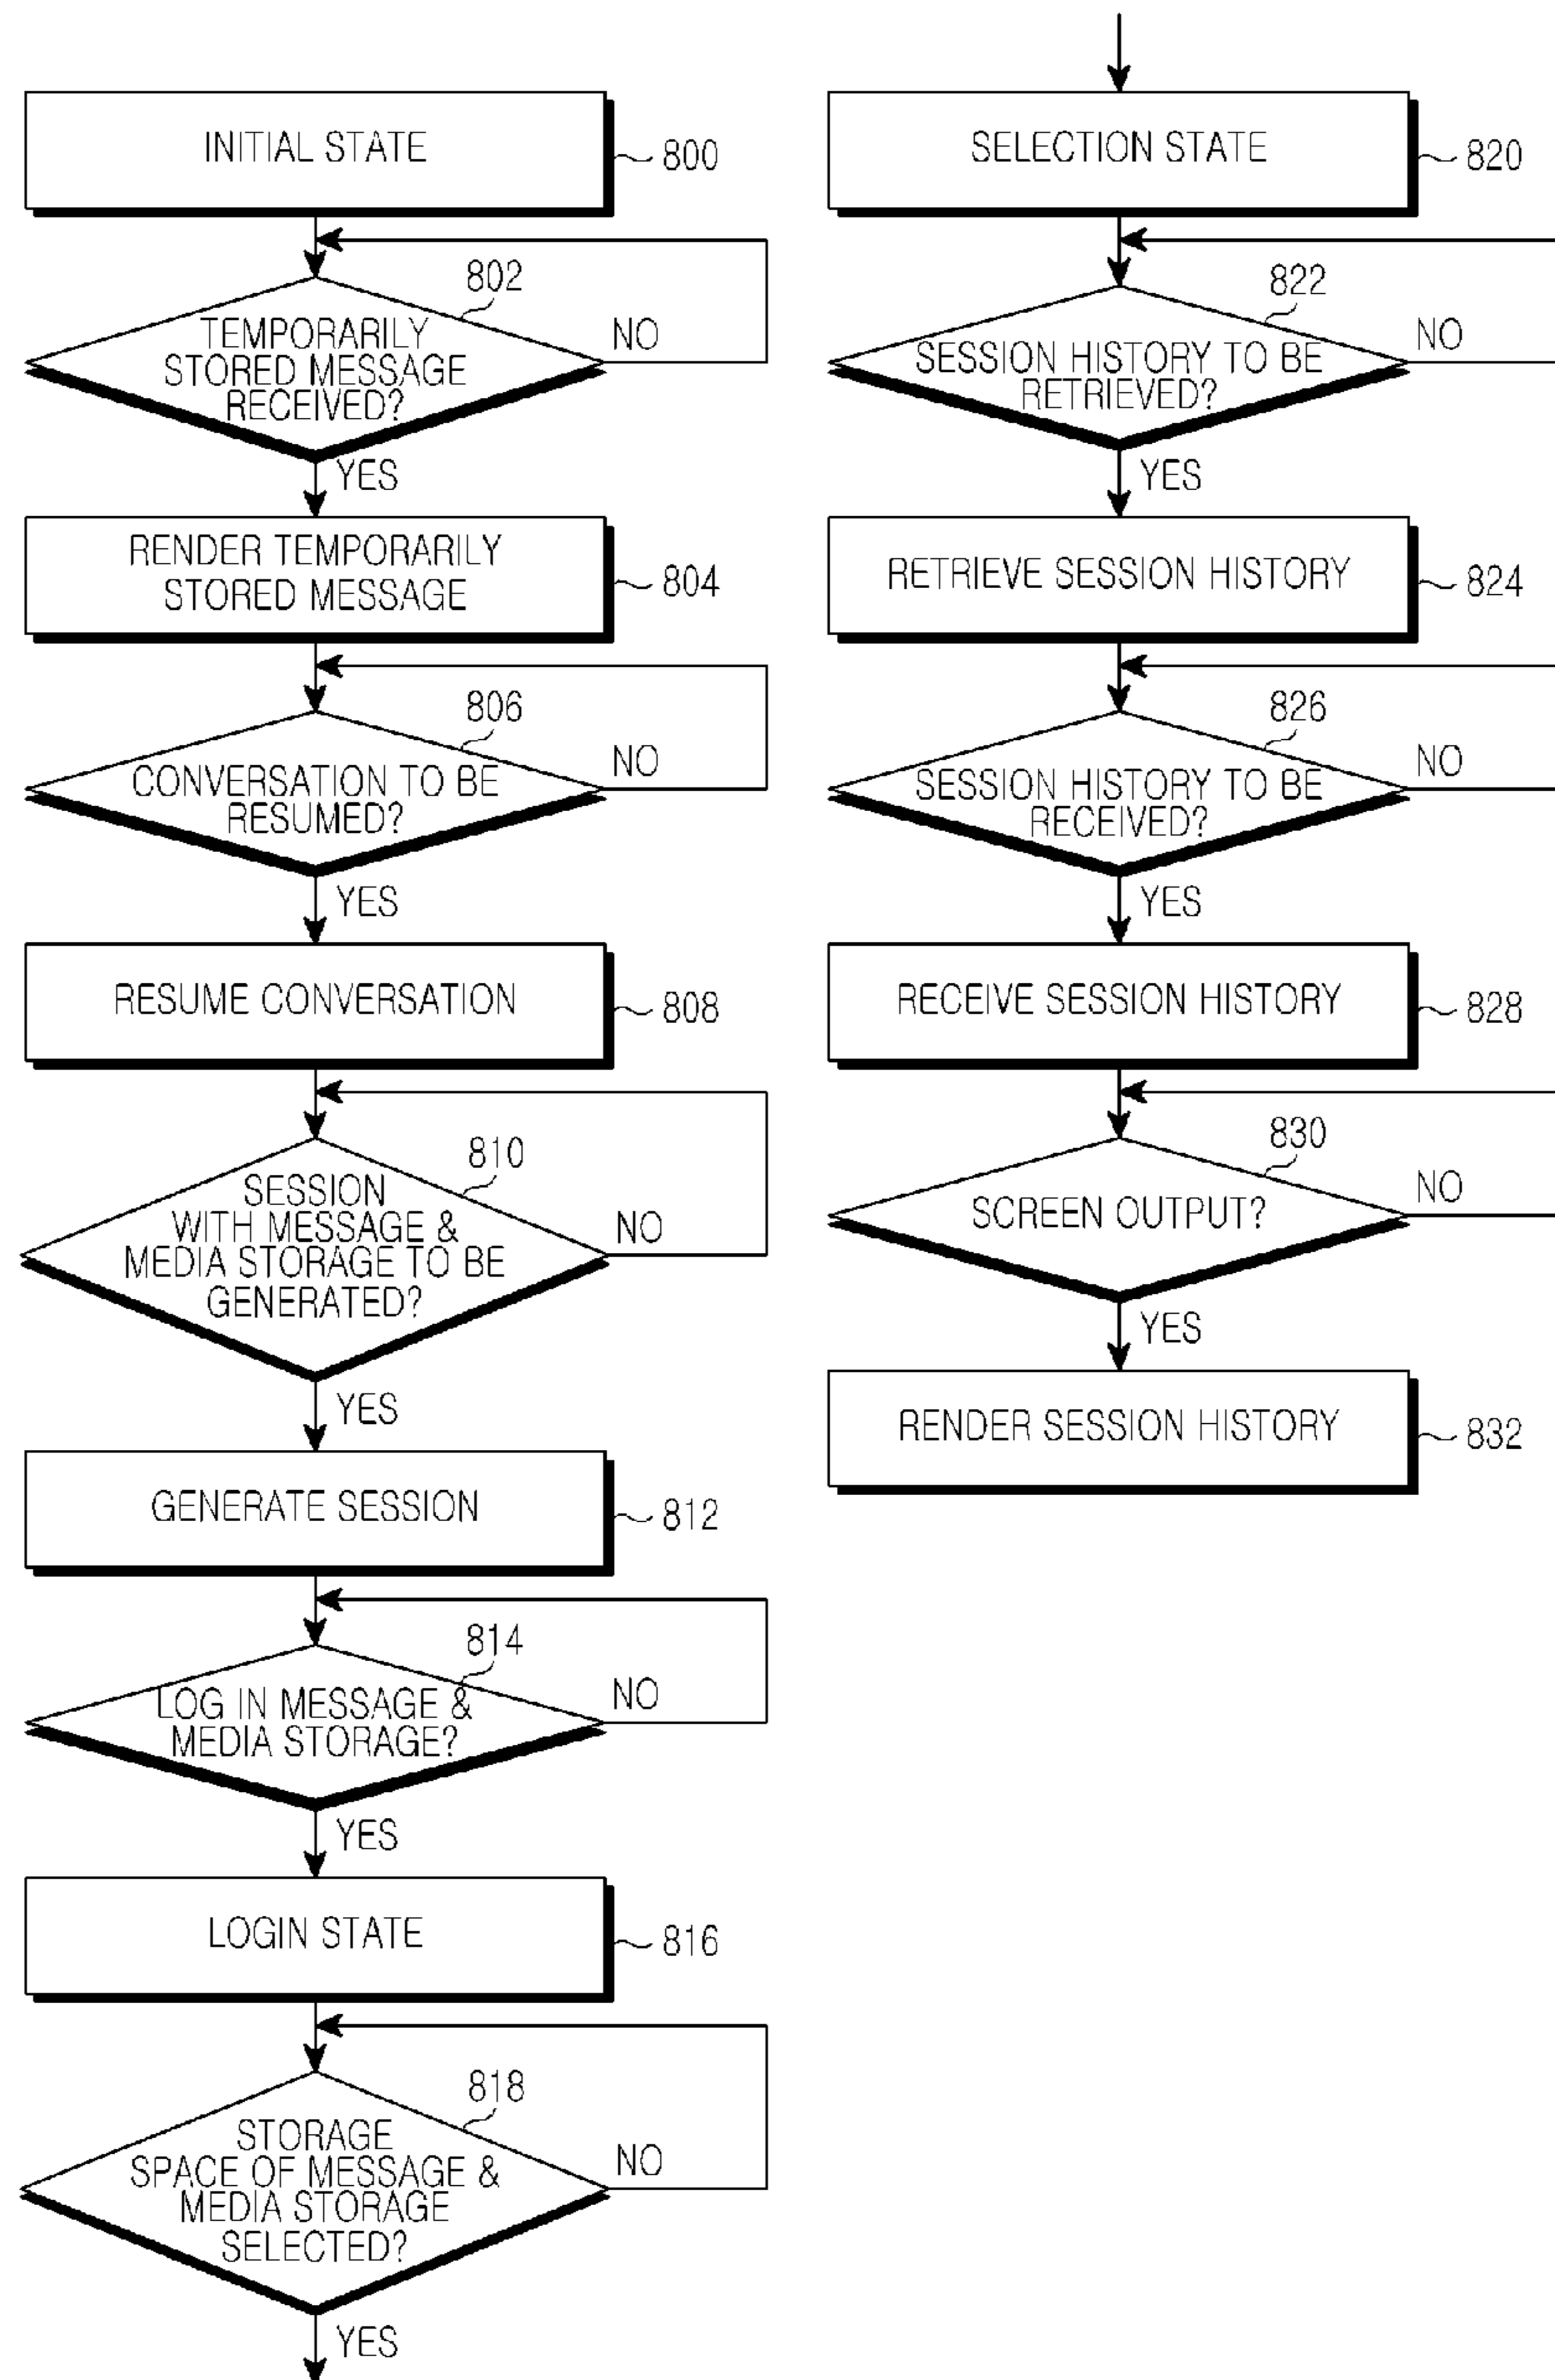 INITIAL STATE
800
802
TEMPORARILY
STORED MESSAGE
RECEIVED?
NO
YES
RENDER TEMPORARILY
STORED MESSAGE
804
806
CONVERSATION TO BE
RESUMED?
NO
YES
RESUME CONVERSATION
808
810
SESSION
WITH MESSAGE &
MEDIA STORAGE TO BE
GENERATED?
NO
YES
GENERATE SESSION
812
814
LOG IN MESSAGE &
MEDIA STORAGE?
NO
YES
LOGIN STATE
816
818
STORAGE
SPACE OF MESSAGE &
MEDIA STORAGE
SELECTED?
NO
YES
SELECTION STATE
820
822
SESSION HISTORY TO BE
RETRIEVED?
NO
YES
RETRIEVE SESSION HISTORY
824
826
SESSION HISTORY TO BE
RECEIVED?
NO
YES
RECEIVE SESSION HISTORY
828
830
SCREEN OUTPUT?
NO
YES
RENDER SESSION HISTORY
832